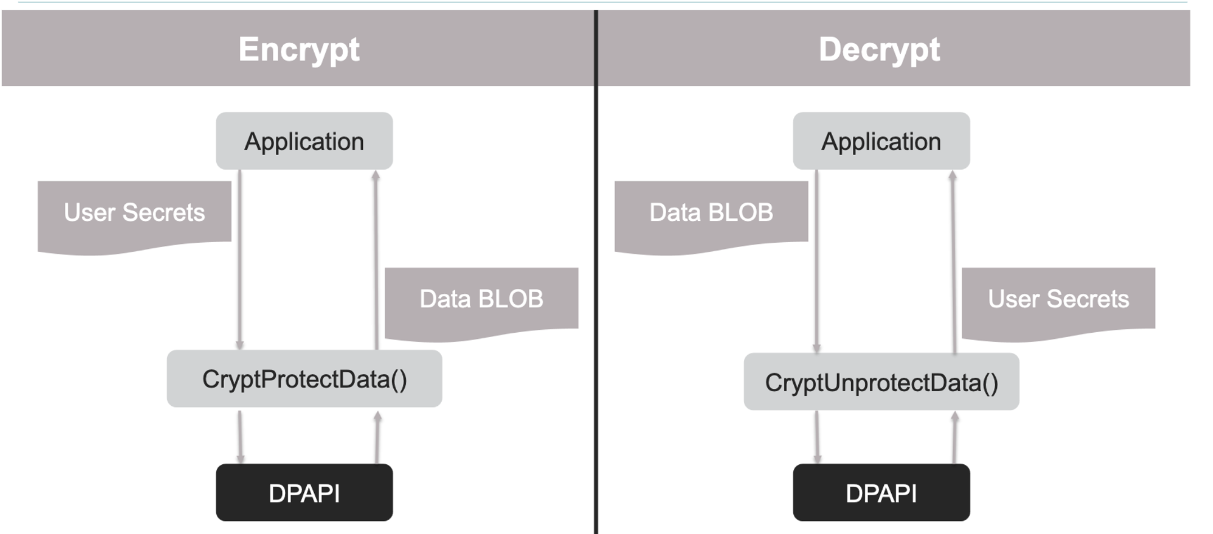 Encrypt
Application
User Secrets
Data BLOB
CryptProtectData()
DPAPI
Decrypt
Application
Data BLOB
User Secrets
CryptUnprotectData()
DPAPI